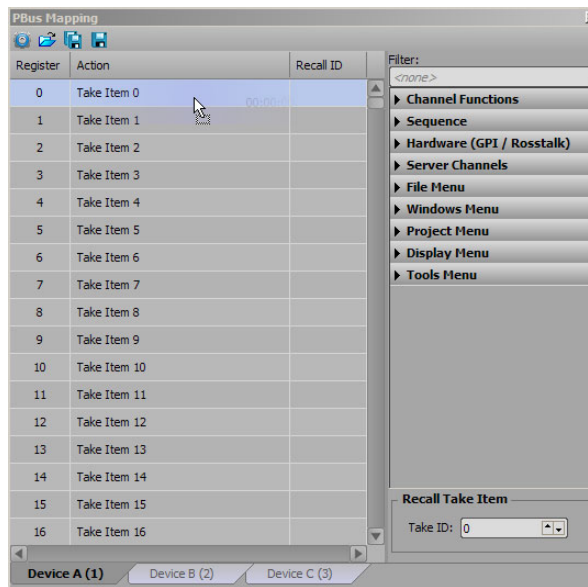 PBus Mapping
Register Action Recall ID
0 Take Item 0
1 Take Item 1
2 Take Item 2
3 Take Item 3
4 Take Item 4
5 Take Item 5
6 Take Item 6
7 Take Item 7
8 Take Item 8
9 Take Item 9
10 Take Item 10
11 Take Item 11
12 Take Item 12
13 Take Item 13
14 Take Item 14
15 Take Item 15
16 Take Item 16
Device A (1) Device B (2) Device C (3)
Filter:
<none>
Channel Functions
Sequence
Hardware (GPI / Rosstalk)
Server Channels
File Menu
Windows Menu
Project Menu
Display Menu
Tools Menu
Recall Take Item
Take ID: 0